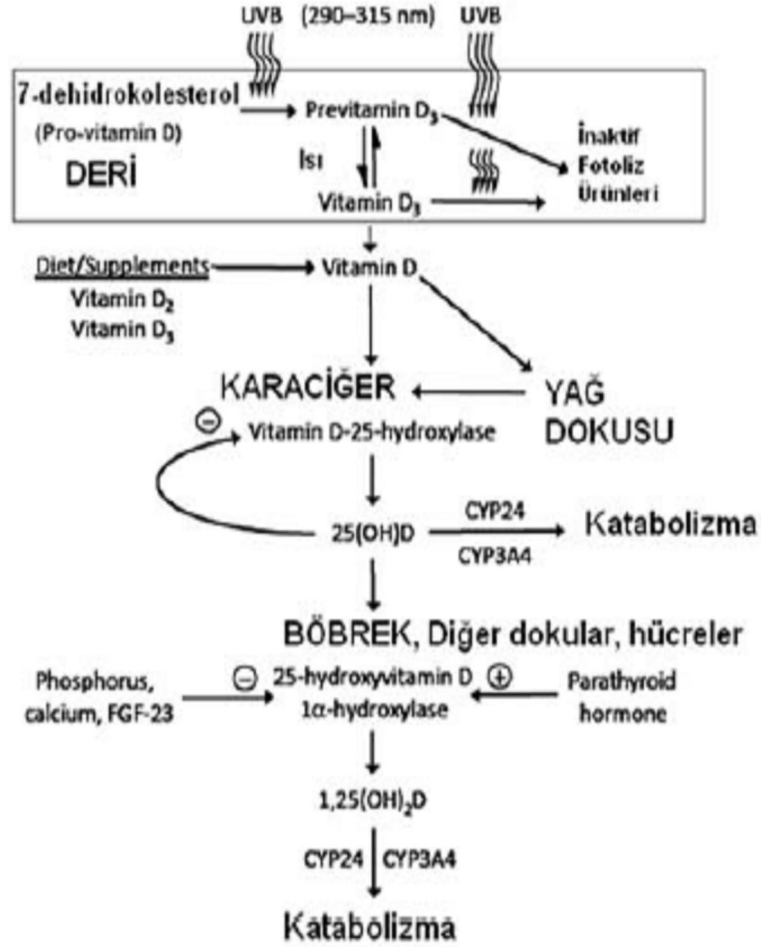 UVB (290–315 nm) UVB
7-dehidrokolesterol
(Pro-vitamin D)
DERİ
Previtamin D₃
Isı
Vitamin D₃
İnaktif
Fotoliz
Ürünleri
Diet/Supplements
Vitamin D₂
Vitamin D₃
Vitamin D
KARACİĞER
YAĞ
DOKUSU
⊖
Vitamin D-25-hydroxylase
25(OH)D
CYP24
CYP3A4
Katabolizma
BÖBREK, Diğer dokular, hücreler
Phosphorus,
calcium, FGF-23
⊖ 25-hydroxyvitamin D ⊕
1α-hydroxylase
Parathyroid
hormone
1,25(OH)₂D
CYP24 CYP3A4
Katabolizma